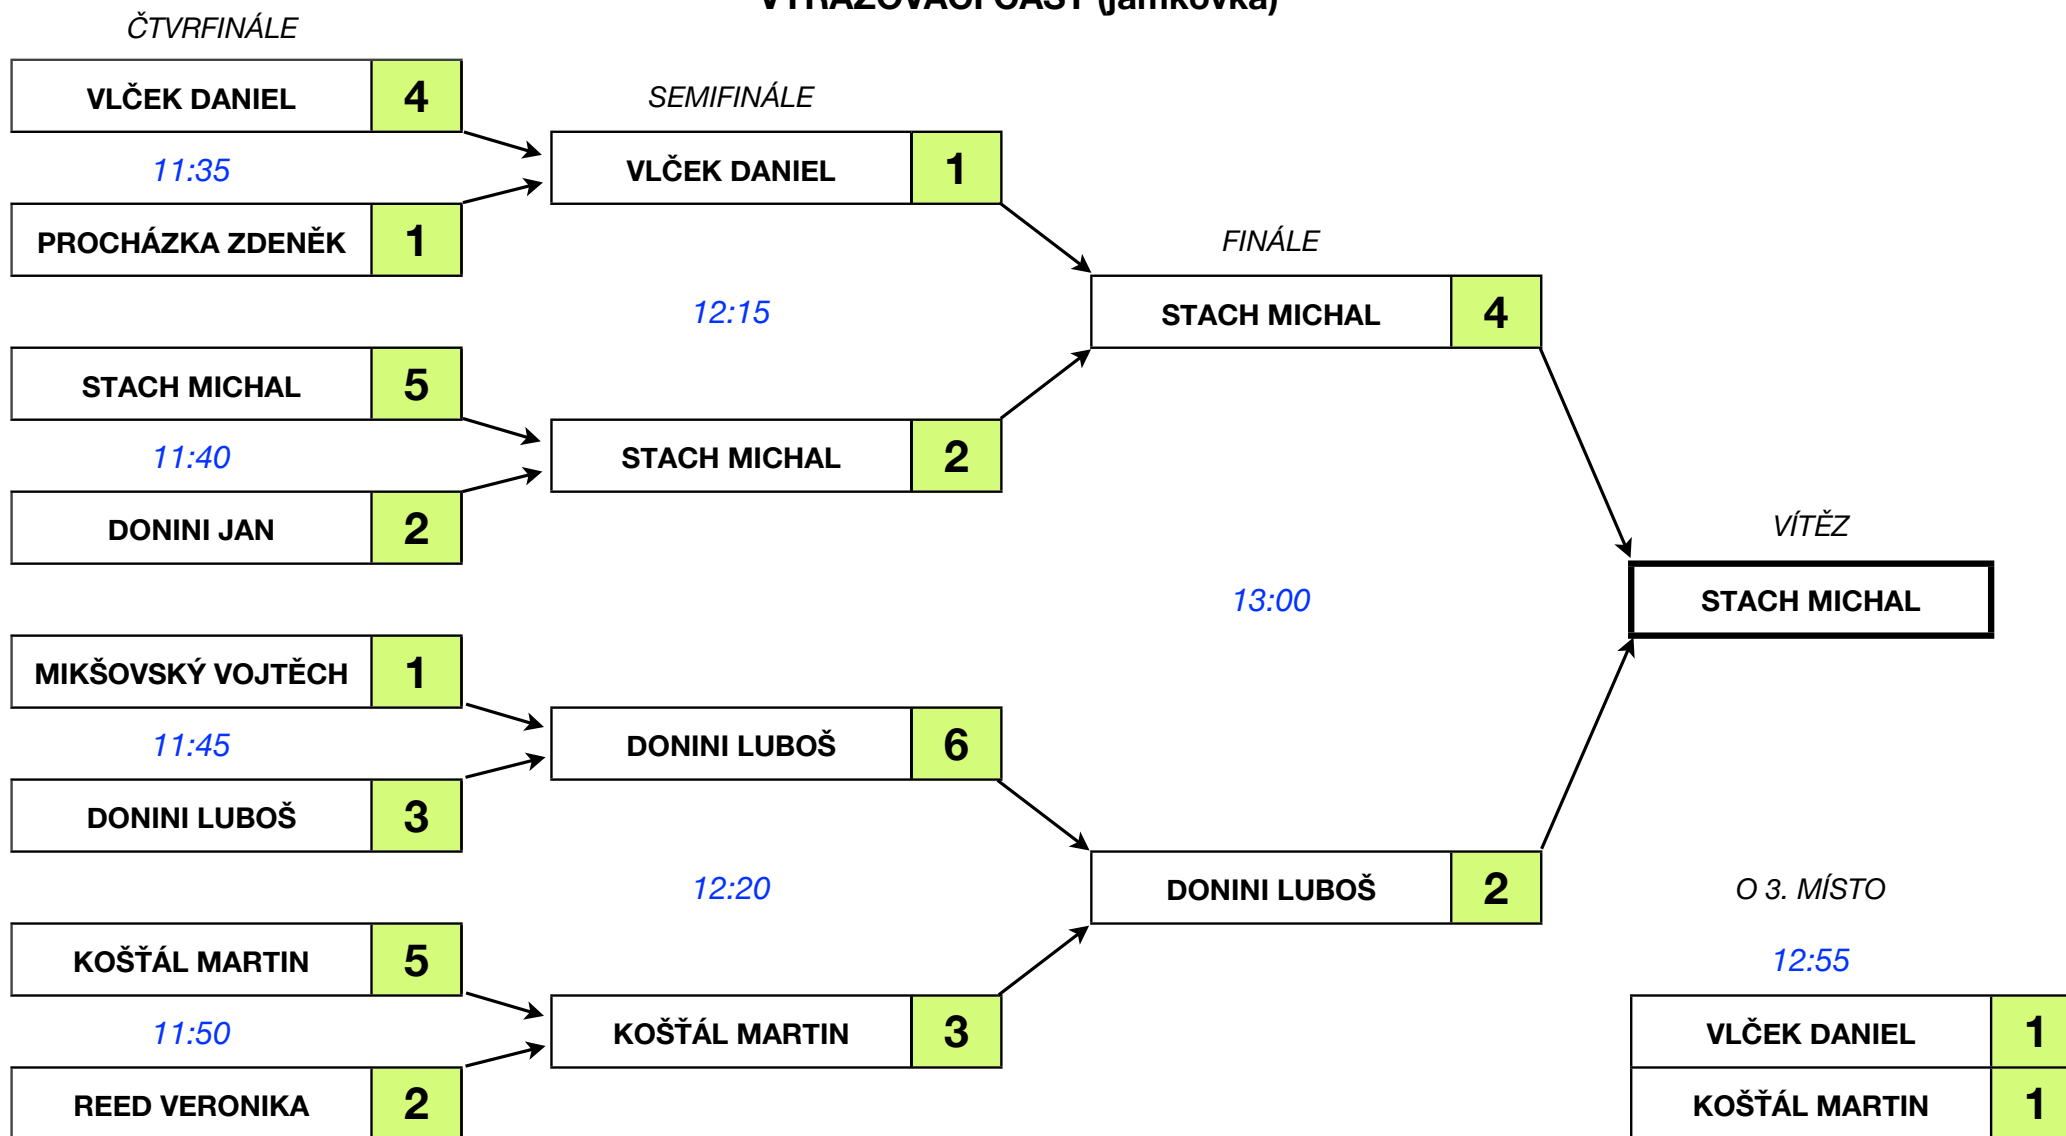 VYŘAZOVACÍ ČÁST (jamkovka)
ČTVRFINÁLE
VLČEK DANIEL 4
11:35
PROCHÁZKA ZDENĚK 1
STACH MICHAL 5
11:40
DONINI JAN 2
MIKŠOVSKÝ VOJTĚCH 1
11:45
DONINI LUBOŠ 3
KOŠŤÁL MARTIN 5
11:50
REED VERONIKA 2
SEMIFINÁLE
VLČEK DANIEL 1
12:15
STACH MICHAL 2
DONINI LUBOŠ 6
12:20
KOŠŤÁL MARTIN 3
FINÁLE
STACH MICHAL 4
13:00
DONINI LUBOŠ 2
VÍTĚZ
STACH MICHAL
O 3. MÍSTO
12:55
VLČEK DANIEL 1
KOŠŤÁL MARTIN 1